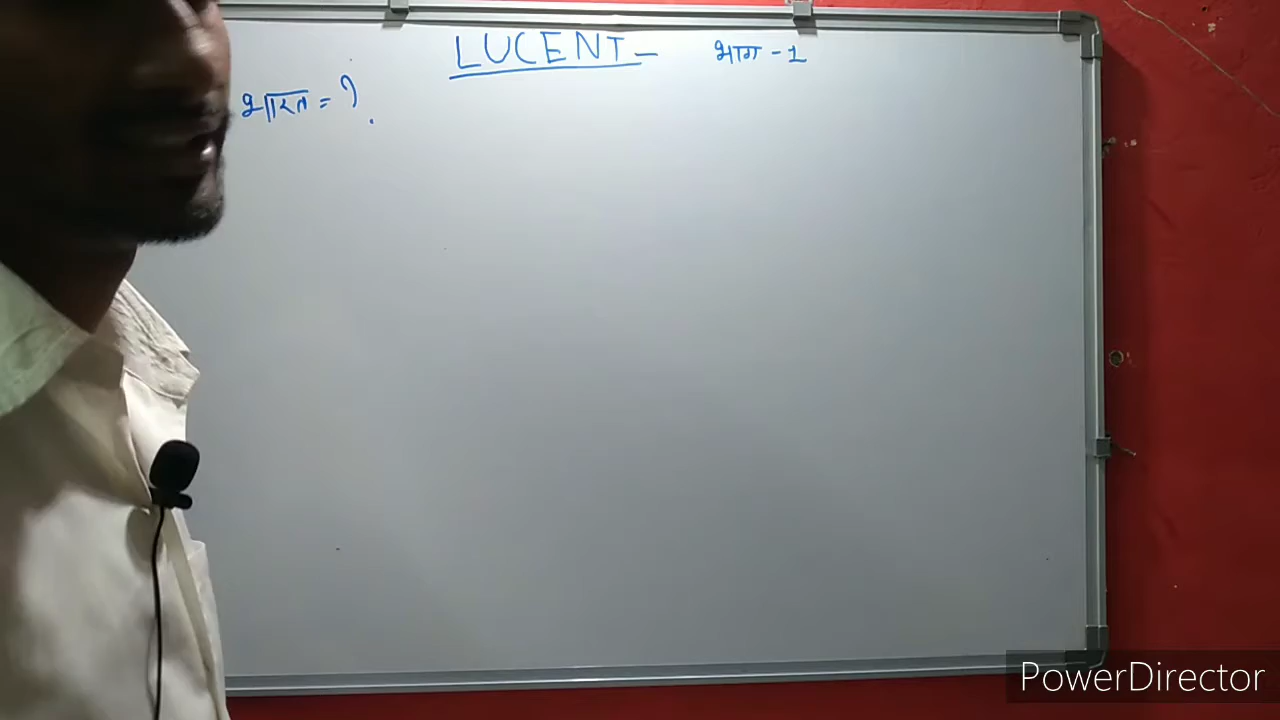 LUCENT - भाग - 1
भारत = ?
PowerDirector